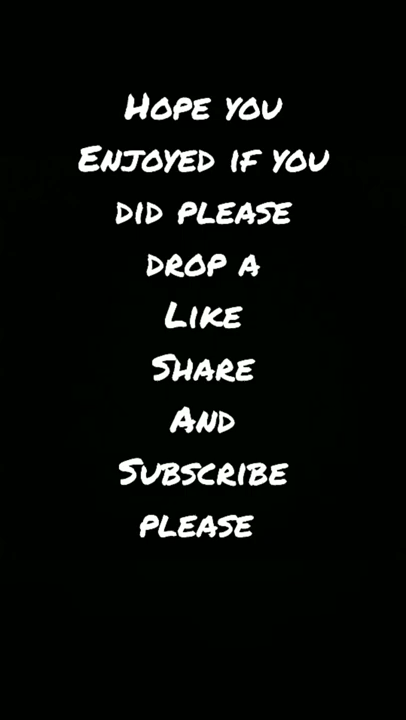 Hope you
Enjoyed if you
did please
drop a
Like
Share
And
Subscribe
please